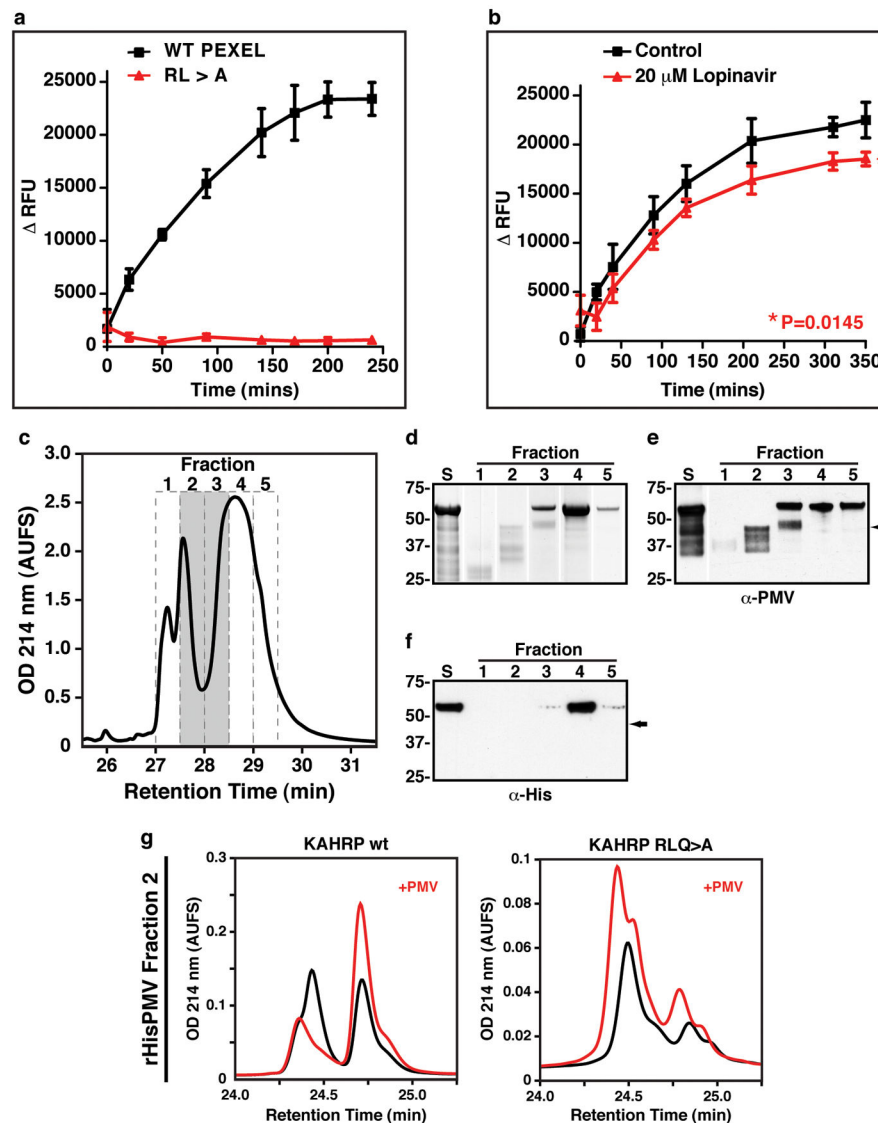 a
WT PEXEL
RL > A
25000
20000
15000
10000
5000
0
Δ RFU
0 50 100 150 200 250
Time (mins)
b
Control
20 μM Lopinavir
25000
20000
15000
10000
5000
0
Δ RFU
* P=0.0145
0 50 100 150 200 250 300 350
Time (mins)
c
Fraction
1 2 3 4 5
3.0
2.5
2.0
1.5
1.0
0.5
0
OD 214 nm (AUFS)
26 27 28 29 30 31
Retention Time (min)
d
Fraction
S 1 2 3 4 5
75-
50-
37-
25-
e
Fraction
S 1 2 3 4 5
75-
50-
37-
25-
α-PMV
f
Fraction
S 1 2 3 4 5
75-
50-
37-
25-
α-His
g
rHisPMV Fraction 2
KAHRP wt
+PMV
0.3
0.2
0.1
0
OD 214 nm (AUFS)
24.0 24.5 25.0
Retention Time (min)
KAHRP RLQ>A
+PMV
0.1
0.08
0.06
0.04
0.02
0
OD 214 nm (AUFS)
24.0 24.5 25.0
Retention Time (min)